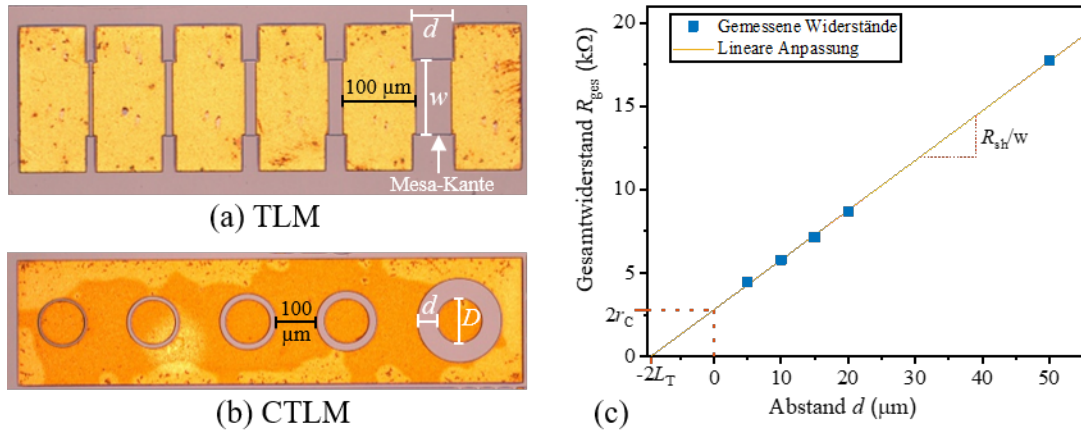 d
100 µm
w
Mesa-Kante
(a) TLM
100
µm
d
D
(b) CTLM
Gesamtwiderstand R_ges (kΩ)
20
15
10
5
2r_C
0
Gemessene Widerstände
Lineare Anpassung
R_sh/w
-2L_T
0
10
20
30
40
50
Abstand d (µm)
(c)